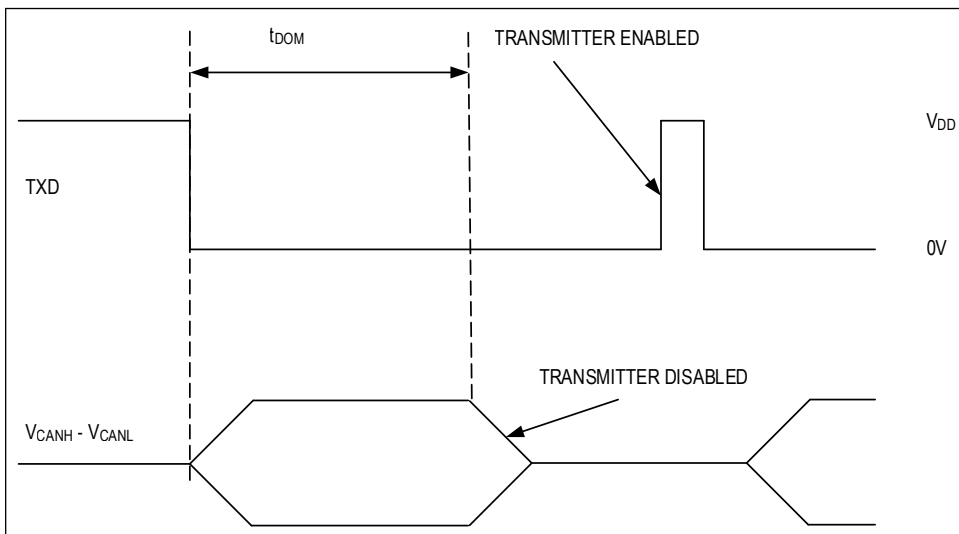 tDOM
TRANSMITTER ENABLED
VDD
TXD
0V
TRANSMITTER DISABLED
VCANH - VCANL